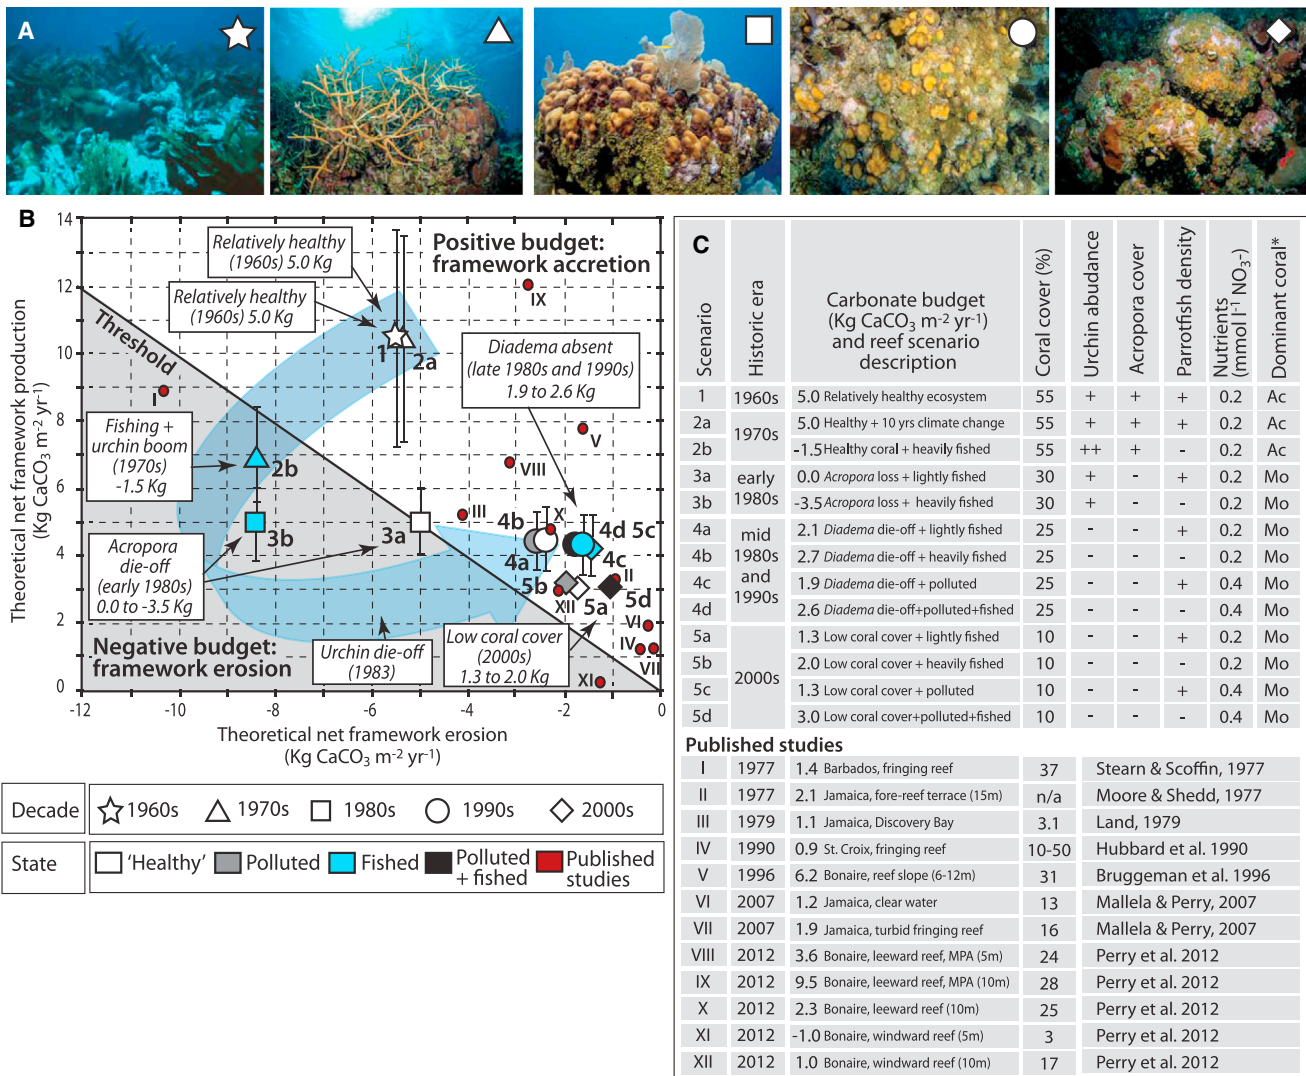 A
B
14
12
10
8
6
4
2
0
-12
-10
-8
-6
-4
-2
0
Theoretical net framework production
(Kg CaCO3 m-2 yr-1)
Theoretical net framework erosion
(Kg CaCO3 m-2 yr-1)
Relatively healthy
(1960s) 5.0 Kg
Relatively healthy
(1960s) 5.0 Kg
Positive budget:
framework accretion
Threshold
Diadema absent
(late 1980s and 1990s)
1.9 to 2.6 Kg
Fishing +
urchin boom
(1970s)
-1.5 Kg
Acropora
die-off
(early 1980s)
0.0 to -3.5 Kg
Negative budget:
framework erosion
Urchin die-off
(1983)
Low coral cover
(2000s)
1.3 to 2.0 Kg
IX
1
2a
I
V
2b
VIII
III
X
4b
4d 5c
3b
3a
4a
4c
II
5b
5d
XII
5a
VI
IV
VII
XI
Decade
1960s
1970s
1980s
1990s
2000s
State
'Healthy'
Polluted
Fished
Polluted
+ fished
Published
studies
C
Scenario
Historic era
Carbonate budget
(Kg CaCO3 m-2 yr-1)
and reef scenario
description
Coral cover (%)
Urchin abudance
Acropora cover
Parrotfish density
Nutrients
(mmol l-1 NO3-)
Dominant coral*
1 1960s 5.0 Relatively healthy ecosystem 55 + + + 0.2 Ac
2a 1970s 5.0 Healthy + 10 yrs climate change 55 + + + 0.2 Ac
2b -1.5 Healthy coral + heavily fished 55 ++ + - 0.2 Ac
3a early 1980s 0.0 Acropora loss + lightly fished 30 + - + 0.2 Mo
3b -3.5 Acropora loss + heavily fished 30 + - - 0.2 Mo
4a mid 1980s and 1990s 2.1 Diadema die-off + lightly fished 25 - - + 0.2 Mo
4b 2.7 Diadema die-off + heavily fished 25 - - - 0.2 Mo
4c 1.9 Diadema die-off + polluted 25 - - + 0.4 Mo
4d 2.6 Diadema die-off+polluted+fished 25 - - - 0.4 Mo
5a 2000s 1.3 Low coral cover + lightly fished 10 - - + 0.2 Mo
5b 2.0 Low coral cover + heavily fished 10 - - - 0.2 Mo
5c 1.3 Low coral cover + polluted 10 - - + 0.4 Mo
5d 3.0 Low coral cover+polluted+fished 10 - - - 0.4 Mo
Published studies
I 1977 1.4 Barbados, fringing reef 37 Stearn & Scoffin, 1977
II 1977 2.1 Jamaica, fore-reef terrace (15m) n/a Moore & Shedd, 1977
III 1979 1.1 Jamaica, Discovery Bay 3.1 Land, 1979
IV 1990 0.9 St. Croix, fringing reef 10-50 Hubbard et al. 1990
V 1996 6.2 Bonaire, reef slope (6-12m) 31 Bruggeman et al. 1996
VI 2007 1.2 Jamaica, clear water 13 Mallela & Perry, 2007
VII 2007 1.9 Jamaica, turbid fringing reef 16 Mallela & Perry, 2007
VIII 2012 3.6 Bonaire, leeward reef, MPA (5m) 24 Perry et al. 2012
IX 2012 9.5 Bonaire, leeward reef, MPA (10m) 28 Perry et al. 2012
X 2012 2.3 Bonaire, leeward reef (10m) 25 Perry et al. 2012
XI 2012 -1.0 Bonaire, windward reef (5m) 3 Perry et al. 2012
XII 2012 1.0 Bonaire, windward reef (10m) 17 Perry et al. 2012